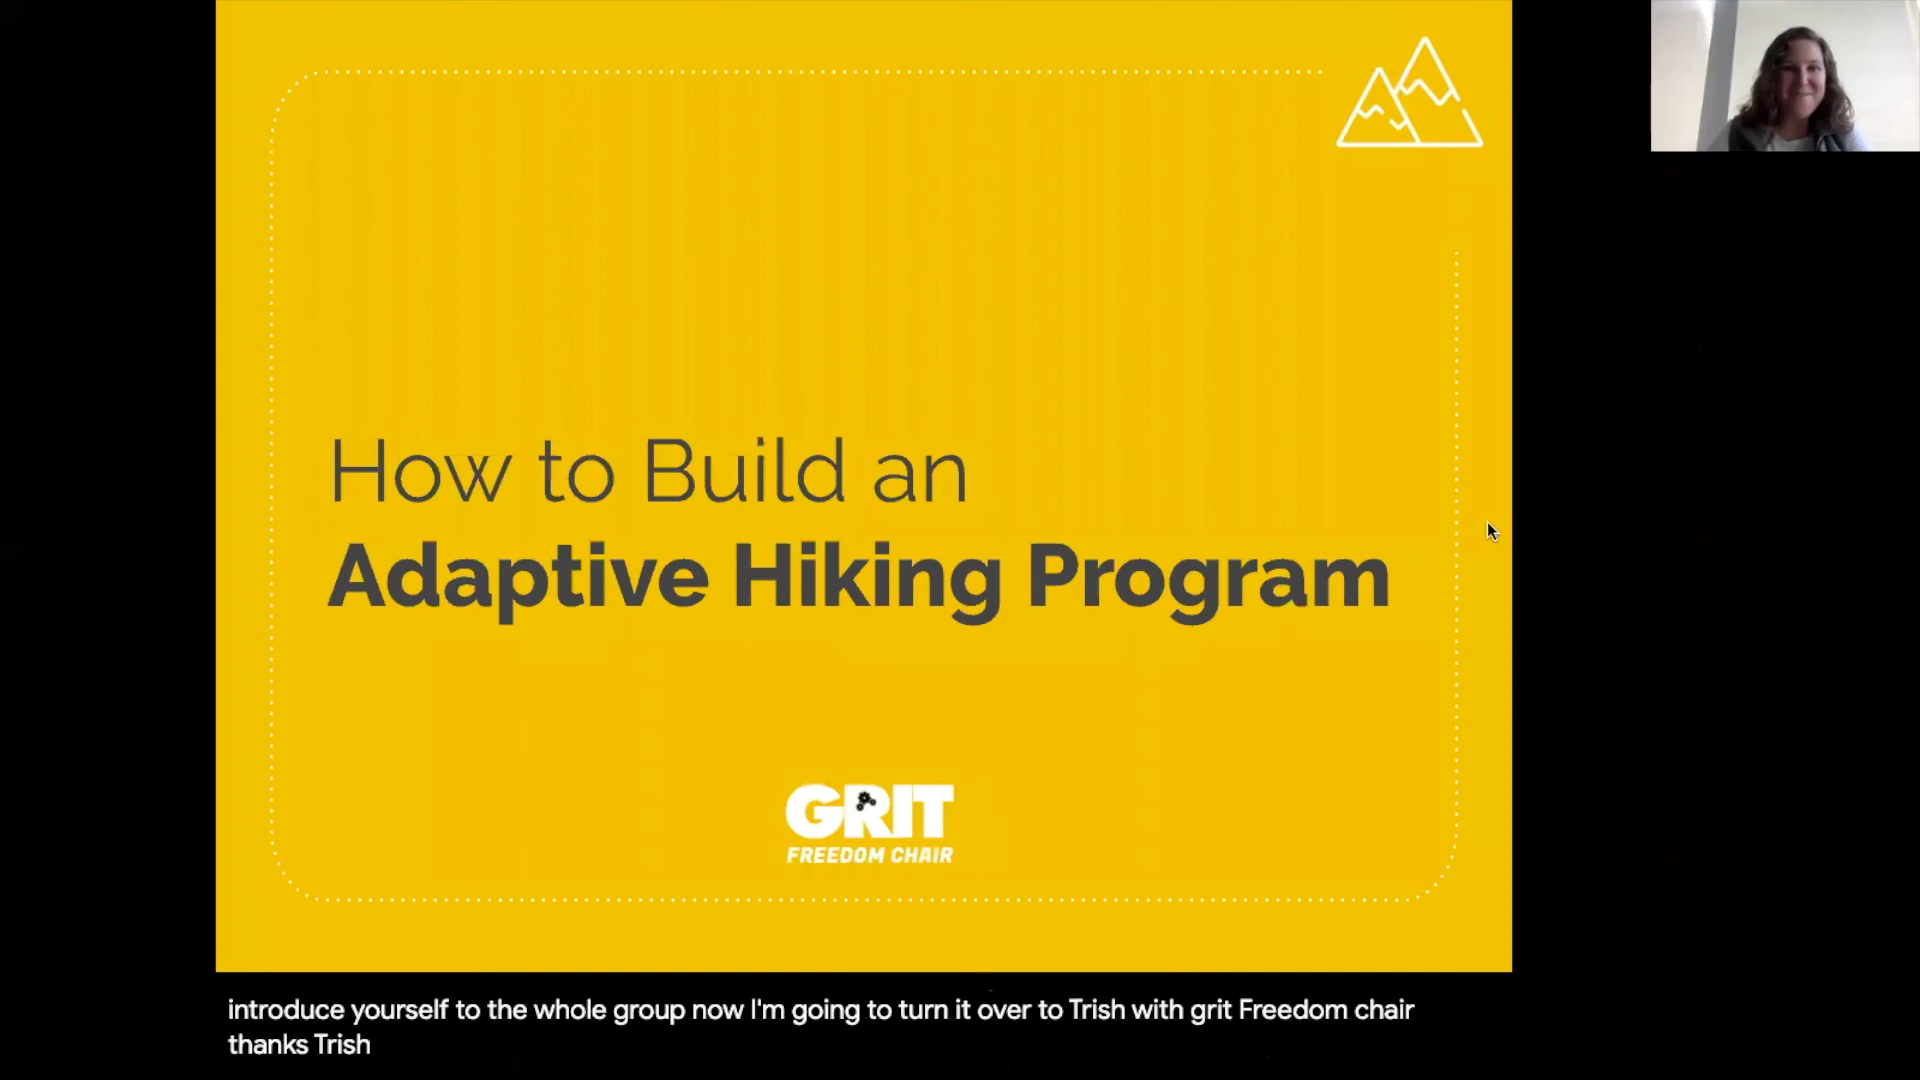 How to Build an
Adaptive Hiking Program
GRIT
FREEDOM CHAIR
introduce yourself to the whole group now I'm going to turn it over to Trish with grit Freedom chair
thanks Trish